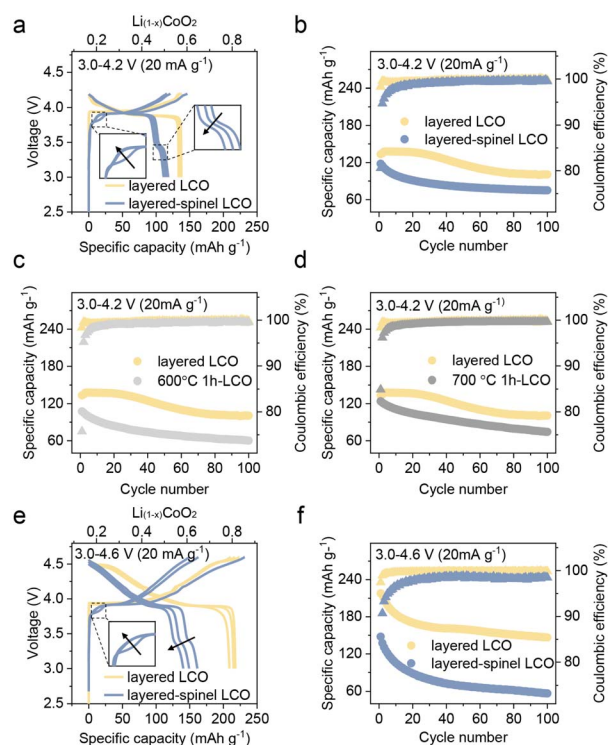 a
Li(1-x)CoO2
0.2 0.4 0.6 0.8
3.0-4.2 V (20 mA g-1)
4.5
4.0
3.5
3.0
2.5
Voltage (V)
layered LCO
layered-spinel LCO
0 50 100 150 200 250
Specific capacity (mAh g-1)
b
3.0-4.2 V (20mA g-1)
240
180
120
60
Specific capacity (mAh g-1)
layered LCO
layered-spinel LCO
100
90
80
Coulombic efficiency (%)
0 20 40 60 80 100
Cycle number
c
3.0-4.2 V (20mA g-1)
240
180
120
60
Specific capacity (mAh g-1)
layered LCO
600°C 1h-LCO
100
90
80
Coulombic efficiency (%)
0 20 40 60 80 100
Cycle number
d
3.0-4.2 V (20mA g-1)
240
180
120
60
Specific capacity (mAh g-1)
layered LCO
700 °C 1h-LCO
100
90
80
Coulombic efficiency (%)
0 20 40 60 80 100
Cycle number
e
Li(1-x)CoO2
0.2 0.4 0.6 0.8
3.0-4.6 V (20 mA g-1)
4.5
4.0
3.5
3.0
2.5
Voltage (V)
layered LCO
layered-spinel LCO
0 50 100 150 200 250
Specific capacity (mAh g-1)
f
3.0-4.6 V (20mA g-1)
240
180
120
60
Specific capacity (mAh g-1)
layered LCO
layered-spinel LCO
100
90
80
Coulombic efficiency (%)
0 20 40 60 80 100
Cycle number